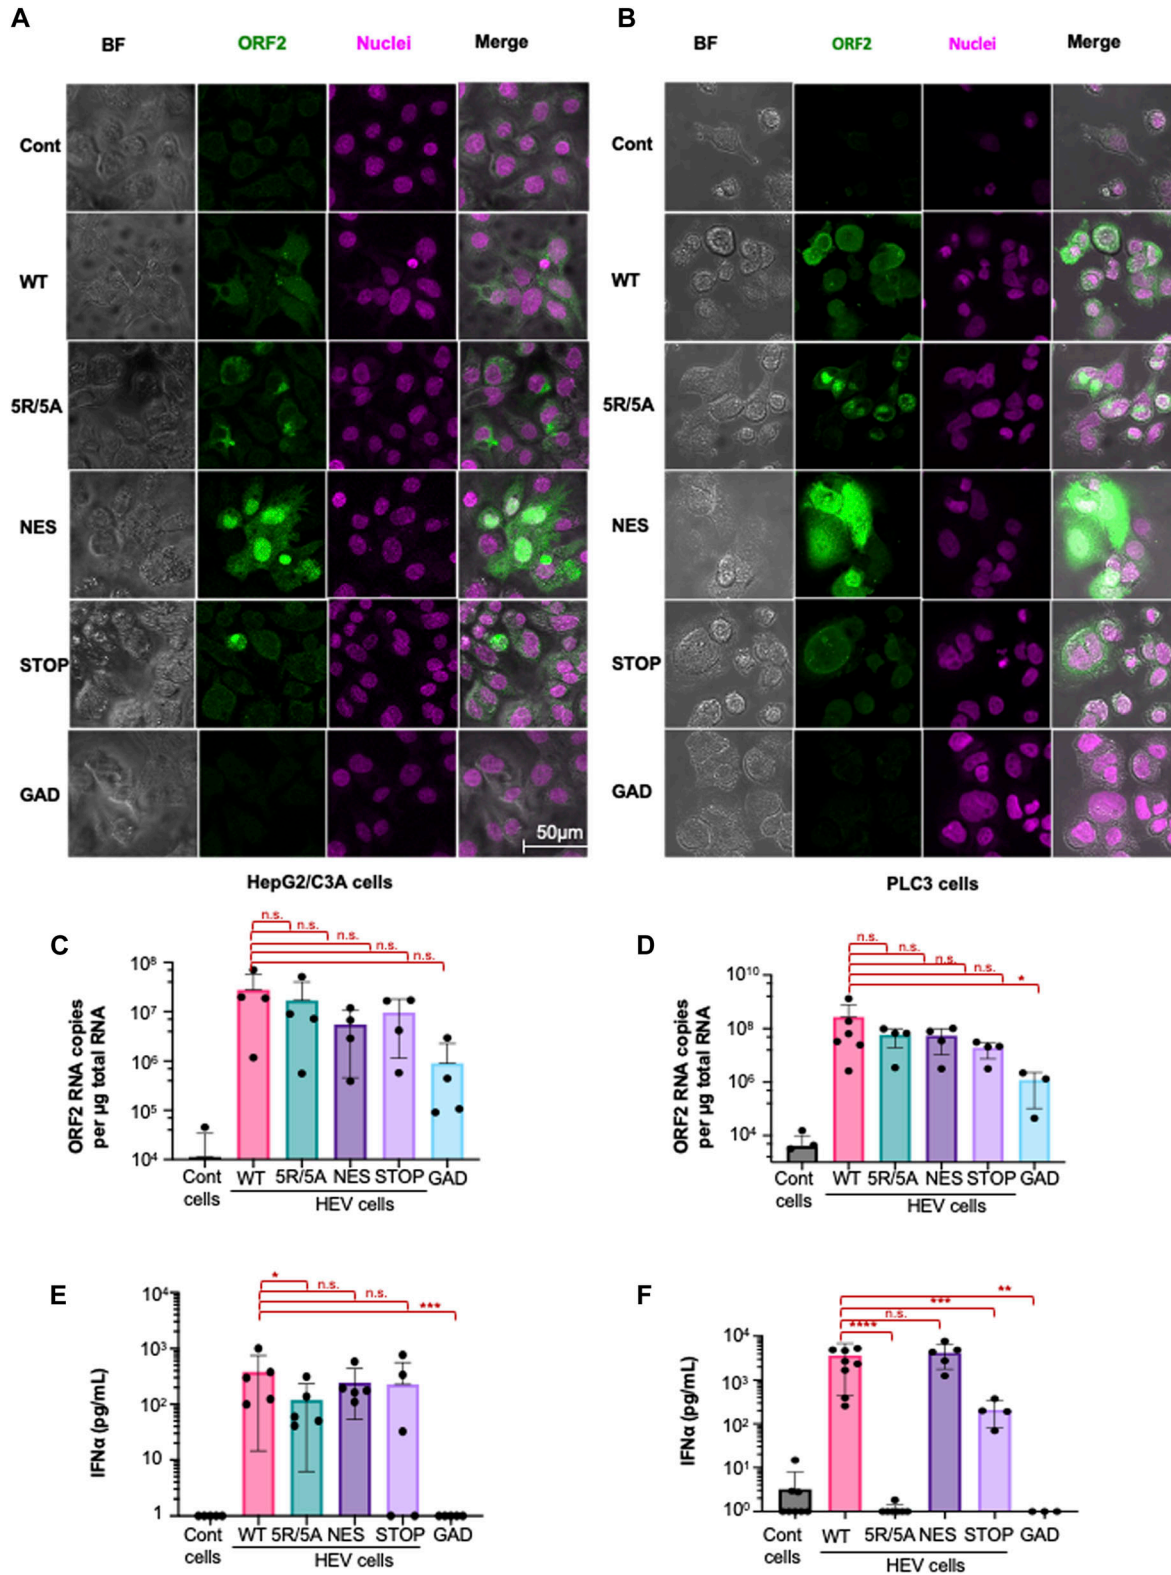 A
BF ORF2 Nuclei Merge
Cont
WT
5R/5A
NES
STOP
GAD
50µm
HepG2/C3A cells
B
BF ORF2 Nuclei Merge
Cont
WT
5R/5A
NES
STOP
GAD
PLC3 cells
C
n.s.
n.s.
n.s.
n.s.
n.s.
ORF2 RNA copies
per µg total RNA
10⁸
10⁷
10⁶
10⁵
10⁴
Cont
cells
WT 5R/5A NES STOP GAD
HEV cells
D
n.s.
n.s.
n.s.
n.s.
*
ORF2 RNA copies
per µg total RNA
10¹⁰
10⁸
10⁶
10⁴
Cont
cells
WT 5R/5A NES STOP GAD
HEV cells
E
*
n.s.
n.s.
***
IFNα (pg/mL)
10⁴
10³
10²
10
1
Cont
cells
WT 5R/5A NES STOP GAD
HEV cells
F
**
***
n.s.
****
IFNα (pg/mL)
10⁴
10³
10²
10¹
10⁰
Cont
cells
WT 5R/5A NES STOP GAD
HEV cells